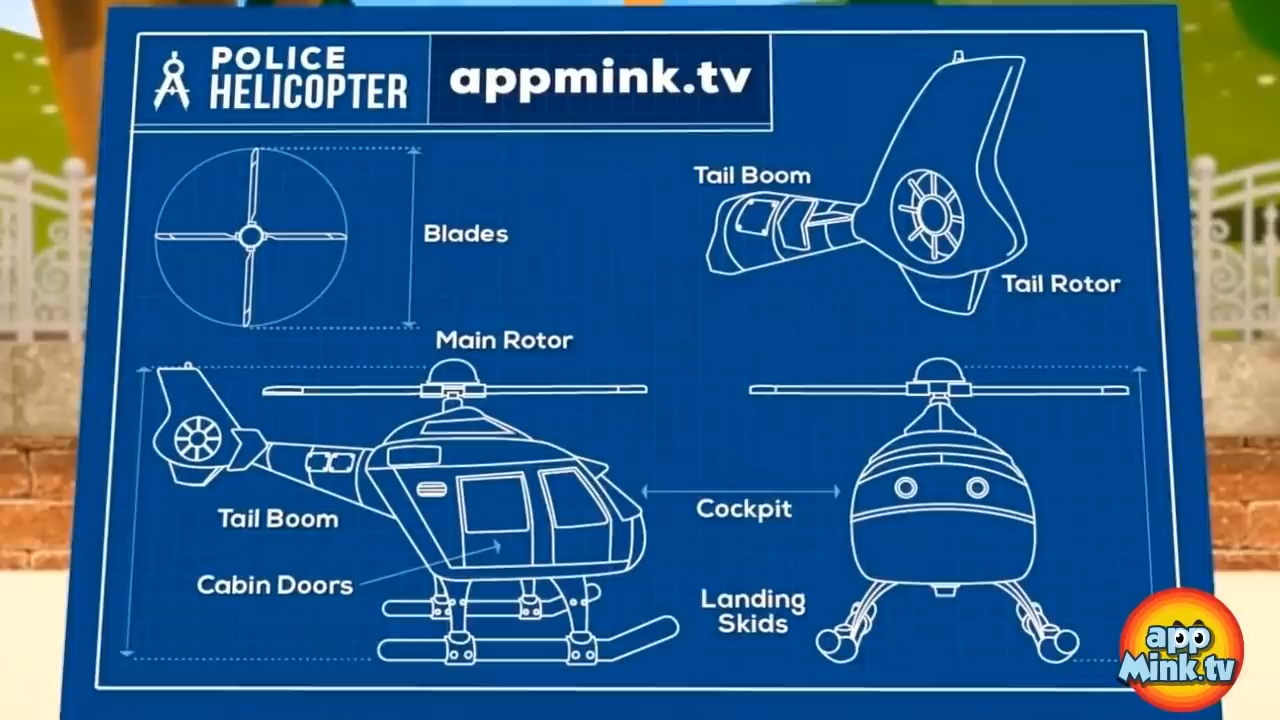 POLICE
HELICOPTER
appmink.tv
Tail Boom
Blades
Tail Rotor
Main Rotor
Tail Boom
Cockpit
Cabin Doors
Landing
Skids
app
Mink.tv